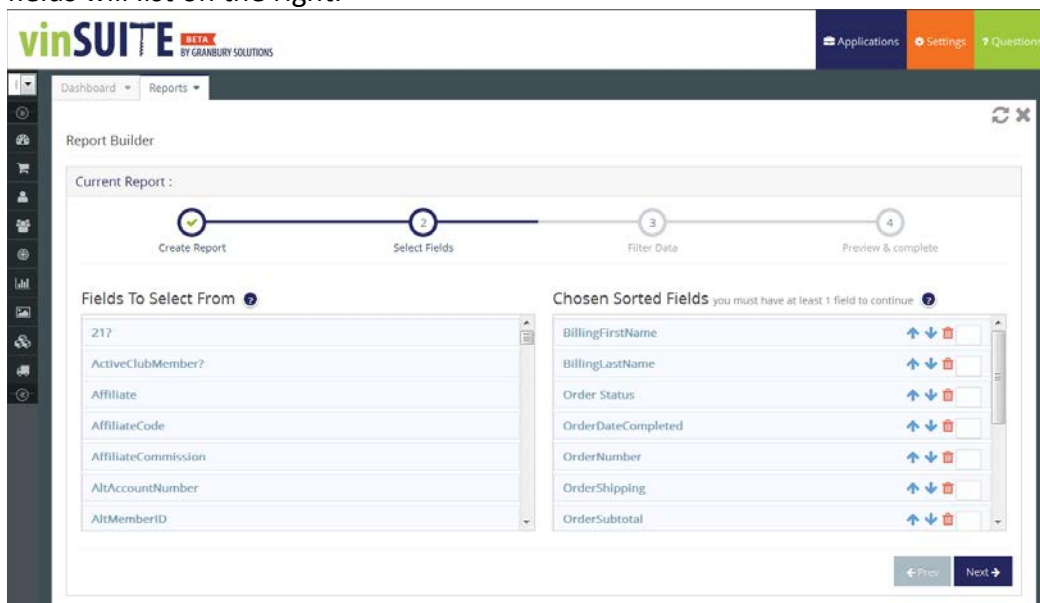 fields will list on the right.
vinSUITE BETA BY GRANBURY SOLUTIONS
Applications Settings ? Questions
Dashboard Reports
Report Builder
Current Report :
2 3 4
Create Report Select Fields Filter Data Preview & complete
Fields To Select From ? Chosen Sorted Fields you must have at least 1 field to continue ?
21? BillingFirstName
ActiveClubMember? BillingLastName
Affiliate Order Status
AffiliateCode OrderDateCompleted
AffiliateCommission OrderNumber
AltAccountNumber OrderShipping
AltMemberID OrderSubtotal
Prev Next